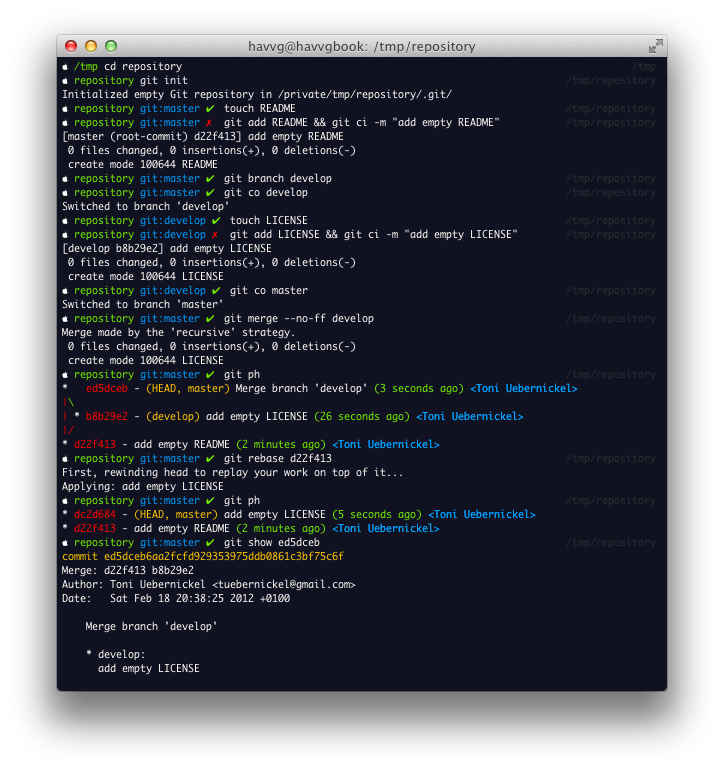 havvg@havvgbook: /tmp/repository
/tmp cd repository /tmp
repository git init /tmp/repository
Initialized empty Git repository in /private/tmp/repository/.git/
repository git:master ✔ touch README /tmp/repository
repository git:master ✗ git add README && git ci -m "add empty README" /tmp/repository
[master (root-commit) d22f413] add empty README
0 files changed, 0 insertions(+), 0 deletions(-)
create mode 100644 README
repository git:master ✔ git branch develop /tmp/repository
repository git:master ✔ git co develop /tmp/repository
Switched to branch 'develop'
repository git:develop ✔ touch LICENSE /tmp/repository
repository git:develop ✗ git add LICENSE && git ci -m "add empty LICENSE" /tmp/repository
[develop b8b29e2] add empty LICENSE
0 files changed, 0 insertions(+), 0 deletions(-)
create mode 100644 LICENSE
repository git:develop ✔ git co master /tmp/repository
Switched to branch 'master'
repository git:master ✔ git merge --no-ff develop /tmp/repository
Merge made by the 'recursive' strategy.
0 files changed, 0 insertions(+), 0 deletions(-)
create mode 100644 LICENSE
repository git:master ✔ git ph /tmp/repository
* ed5dceb - (HEAD, master) Merge branch 'develop' (3 seconds ago) <Toni Uebernickel>
|\
| * b8b29e2 - (develop) add empty LICENSE (26 seconds ago) <Toni Uebernickel>
|/
* d22f413 - add empty README (2 minutes ago) <Toni Uebernickel>
repository git:master ✔ git rebase d22f413 /tmp/repository
First, rewinding head to replay your work on top of it...
Applying: add empty LICENSE
repository git:master ✔ git ph /tmp/repository
* dc2d684 - (HEAD, master) add empty LICENSE (5 seconds ago) <Toni Uebernickel>
* d22f413 - add empty README (2 minutes ago) <Toni Uebernickel>
repository git:master ✔ git show ed5dceb /tmp/repository
commit ed5dceb6aa2fcfd929353975ddb0861c3bf75c6f
Merge: d22f413 b8b29e2
Author: Toni Uebernickel <tuebernickel@gmail.com>
Date: Sat Feb 18 20:38:25 2012 +0100
Merge branch 'develop'
* develop:
add empty LICENSE